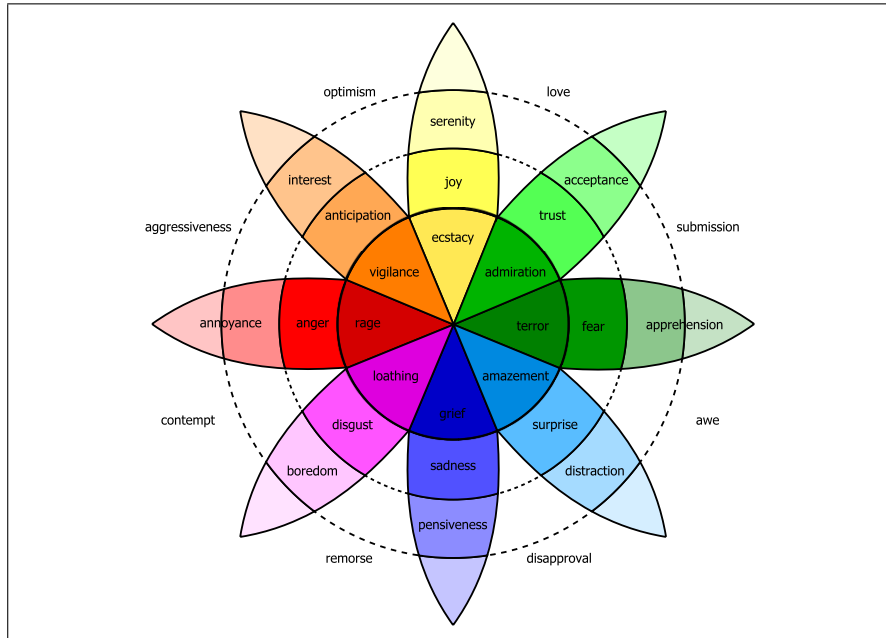 optimism
love
serenity
interest
acceptance
joy
anticipation
trust
aggressiveness
submission
ecstacy
vigilance
admiration
annoyance
anger
rage
terror
fear
apprehension
loathing
amazement
grief
contempt
disgust
surprise
awe
boredom
sadness
distraction
pensiveness
remorse
disapproval